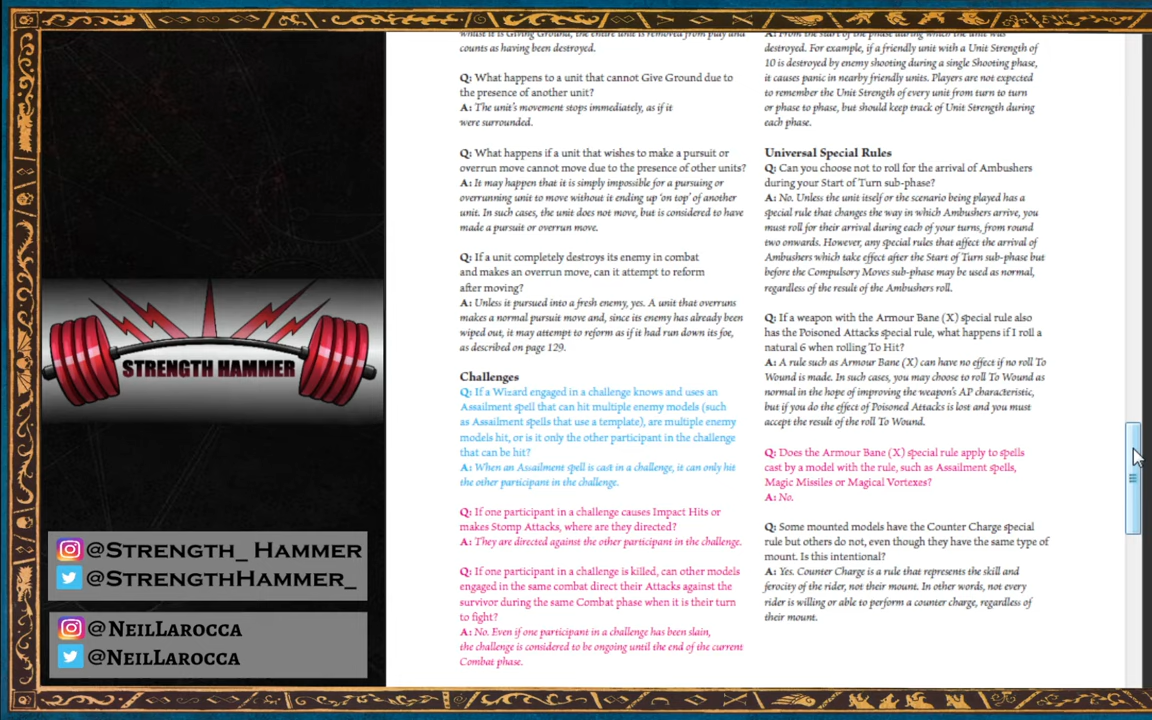 STRENGTH HAMMER
@Strength_ Hammer
@StrengthHammer_
@NeilLarocca
@NeilLarocca
whilst it is Giving Ground, the entire unit is removed from play and
counts as having been destroyed.
Q: What happens to a unit that cannot Give Ground due to
the presence of another unit?
A: The unit's movement stops immediately, as if it
were surrounded.
Q: What happens if a unit that wishes to make a pursuit or
overrun move cannot move due to the presence of other units?
A: It may happen that it is simply impossible for a pursuing or
overrunning unit to move without it ending up 'on top' of another
unit. In such cases, the unit does not move, but is considered to have
made a pursuit or overrun move.
Q: If a unit completely destroys its enemy in combat
and makes an overrun move, can it attempt to reform
after moving?
A: Unless it pursued into a fresh enemy, yes. A unit that overruns
makes a normal pursuit move and, since its enemy has already been
wiped out, it may attempt to reform as if it had run down its foe,
as described on page 129.
Challenges
Q: If a Wizard engaged in a challenge knows and uses an
Assailment spell that can hit multiple enemy models (such
as Assailment spells that use a template), are multiple enemy
models hit, or is it only the other participant in the challenge
that can be hit?
A: When an Assailment spell is cast in a challenge, it can only hit
the other participant in the challenge.
Q: If one participant in a challenge causes Impact Hits or
makes Stomp Attacks, where are they directed?
A: They are directed against the other participant in the challenge.
Q: If one participant in a challenge is killed, can other models
engaged in the same combat direct their Attacks against the
survivor during the same Combat phase when it is their turn
to fight?
A: No. Even if one participant in a challenge has been slain,
the challenge is considered to be ongoing until the end of the current
Combat phase.
A: From the start of the phase during which the unit was
destroyed. For example, if a friendly unit with a Unit Strength of
10 is destroyed by enemy shooting during a single Shooting phase,
it causes panic in nearby friendly units. Players are not expected
to remember the Unit Strength of every unit from turn to turn
or phase to phase, but should keep track of Unit Strength during
each phase.
Universal Special Rules
Q: Can you choose not to roll for the arrival of Ambushers
during your Start of Turn sub-phase?
A: No. Unless the unit itself or the scenario being played has a
special rule that changes the way in which Ambushers arrive, you
must roll for their arrival during each of your turns, from round
two onwards. However, any special rules that affect the arrival of
Ambushers which take effect after the Start of Turn sub-phase but
before the Compulsory Moves sub-phase may be used as normal,
regardless of the result of the Ambushers roll.
Q: If a weapon with the Armour Bane (X) special rule also
has the Poisoned Attacks special rule, what happens if I roll a
natural 6 when rolling To Hit?
A: A rule such as Armour Bane (X) can have no effect if no roll To
Wound is made. In such cases, you may choose to roll To Wound as
normal in the hope of improving the weapon's AP characteristic,
but if you do the effect of Poisoned Attacks is lost and you must
accept the result of the roll To Wound.
Q: Does the Armour Bane (X) special rule apply to spells
cast by a model with the rule, such as Assailment spells,
Magic Missiles or Magical Vortexes?
A: No.
Q: Some mounted models have the Counter Charge special
rule but others do not, even though they have the same type of
mount. Is this intentional?
A: Yes. Counter Charge is a rule that represents the skill and
ferocity of the rider, not their mount. In other words, not every
rider is willing or able to perform a counter charge, regardless of
their mount.